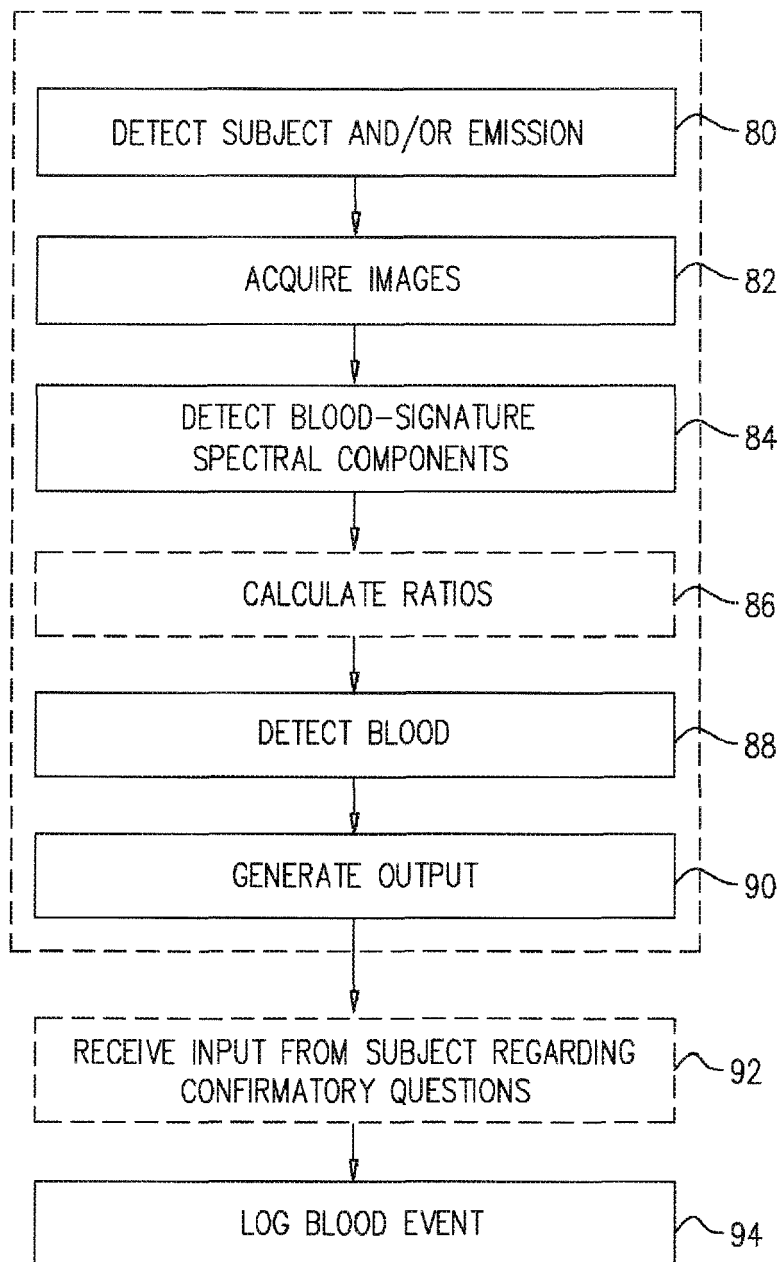 DETECT SUBJECT AND/OR EMISSION 80
ACQUIRE IMAGES 82
DETECT BLOOD-SIGNATURE
SPECTRAL COMPONENTS 84
CALCULATE RATIOS 86
DETECT BLOOD 88
GENERATE OUTPUT 90
RECEIVE INPUT FROM SUBJECT REGARDING
CONFIRMATORY QUESTIONS 92
LOG BLOOD EVENT 94